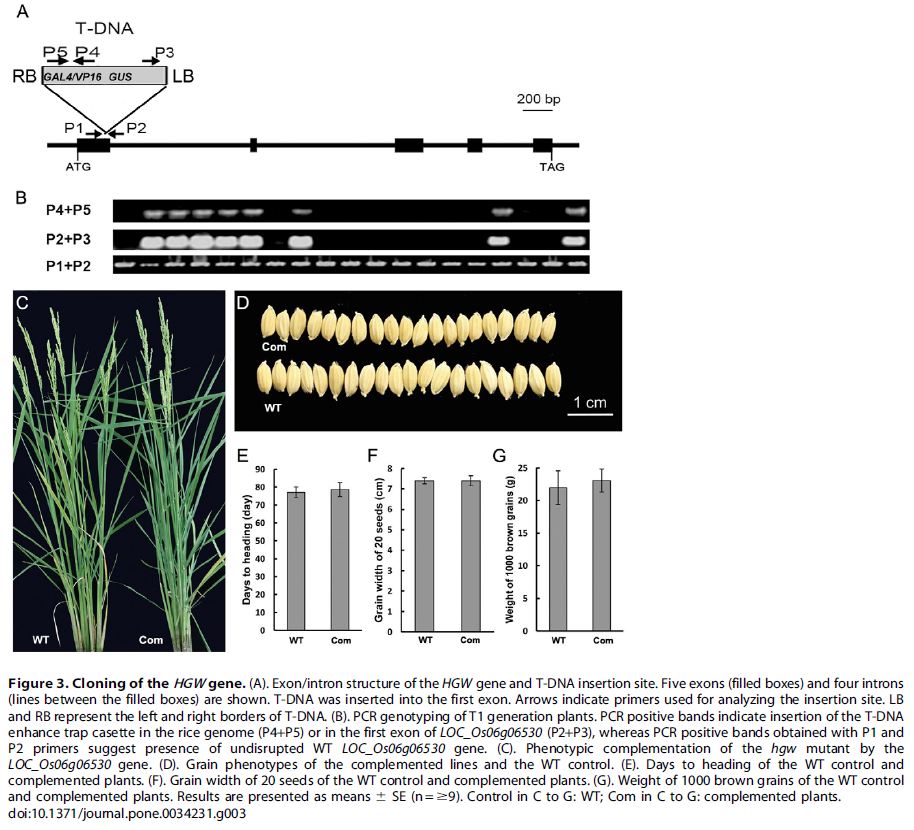 A
T-DNA
P5 P4 P3
RB GAL4/VP16 GUS LB
200 bp
P1 P2
ATG TAG
B
P4+P5
P2+P3
P1+P2
C
WT Com
D
Com
WT
1 cm
E
Days to heading (day)
90
80
70
60
50
40
30
20
10
0
WT Com
F
Grain width of 20 seeds (cm)
8
7
6
5
4
3
2
1
0
WT Com
G
Weight of 1000 brown grains (g)
25
20
15
10
5
0
WT Com
Figure 3. Cloning of the HGW gene. (A). Exon/intron structure of the HGW gene and T-DNA insertion site. Five exons (filled boxes) and four introns
(lines between the filled boxes) are shown. T-DNA was inserted into the first exon. Arrows indicate primers used for analyzing the insertion site. LB
and RB represent the left and right borders of T-DNA. (B). PCR genotyping of T1 generation plants. PCR positive bands indicate insertion of the T-DNA
enhance trap casette in the rice genome (P4+P5) or in the first exon of LOC_Os06g06530 (P2+P3), whereas PCR positive bands obtained with P1 and
P2 primers suggest presence of undisrupted WT LOC_Os06g06530 gene. (C). Phenotypic complementation of the hgw mutant by the
LOC_Os06g06530 gene. (D). Grain phenotypes of the complemented lines and the WT control. (E). Days to heading of the WT control and
complemented plants. (F). Grain width of 20 seeds of the WT control and complemented plants. (G). Weight of 1000 brown grains of the WT control
and complemented plants. Results are presented as means ± SE (n=≥9). Control in C to G: WT; Com in C to G: complemented plants.
doi:10.1371/journal.pone.0034231.g003